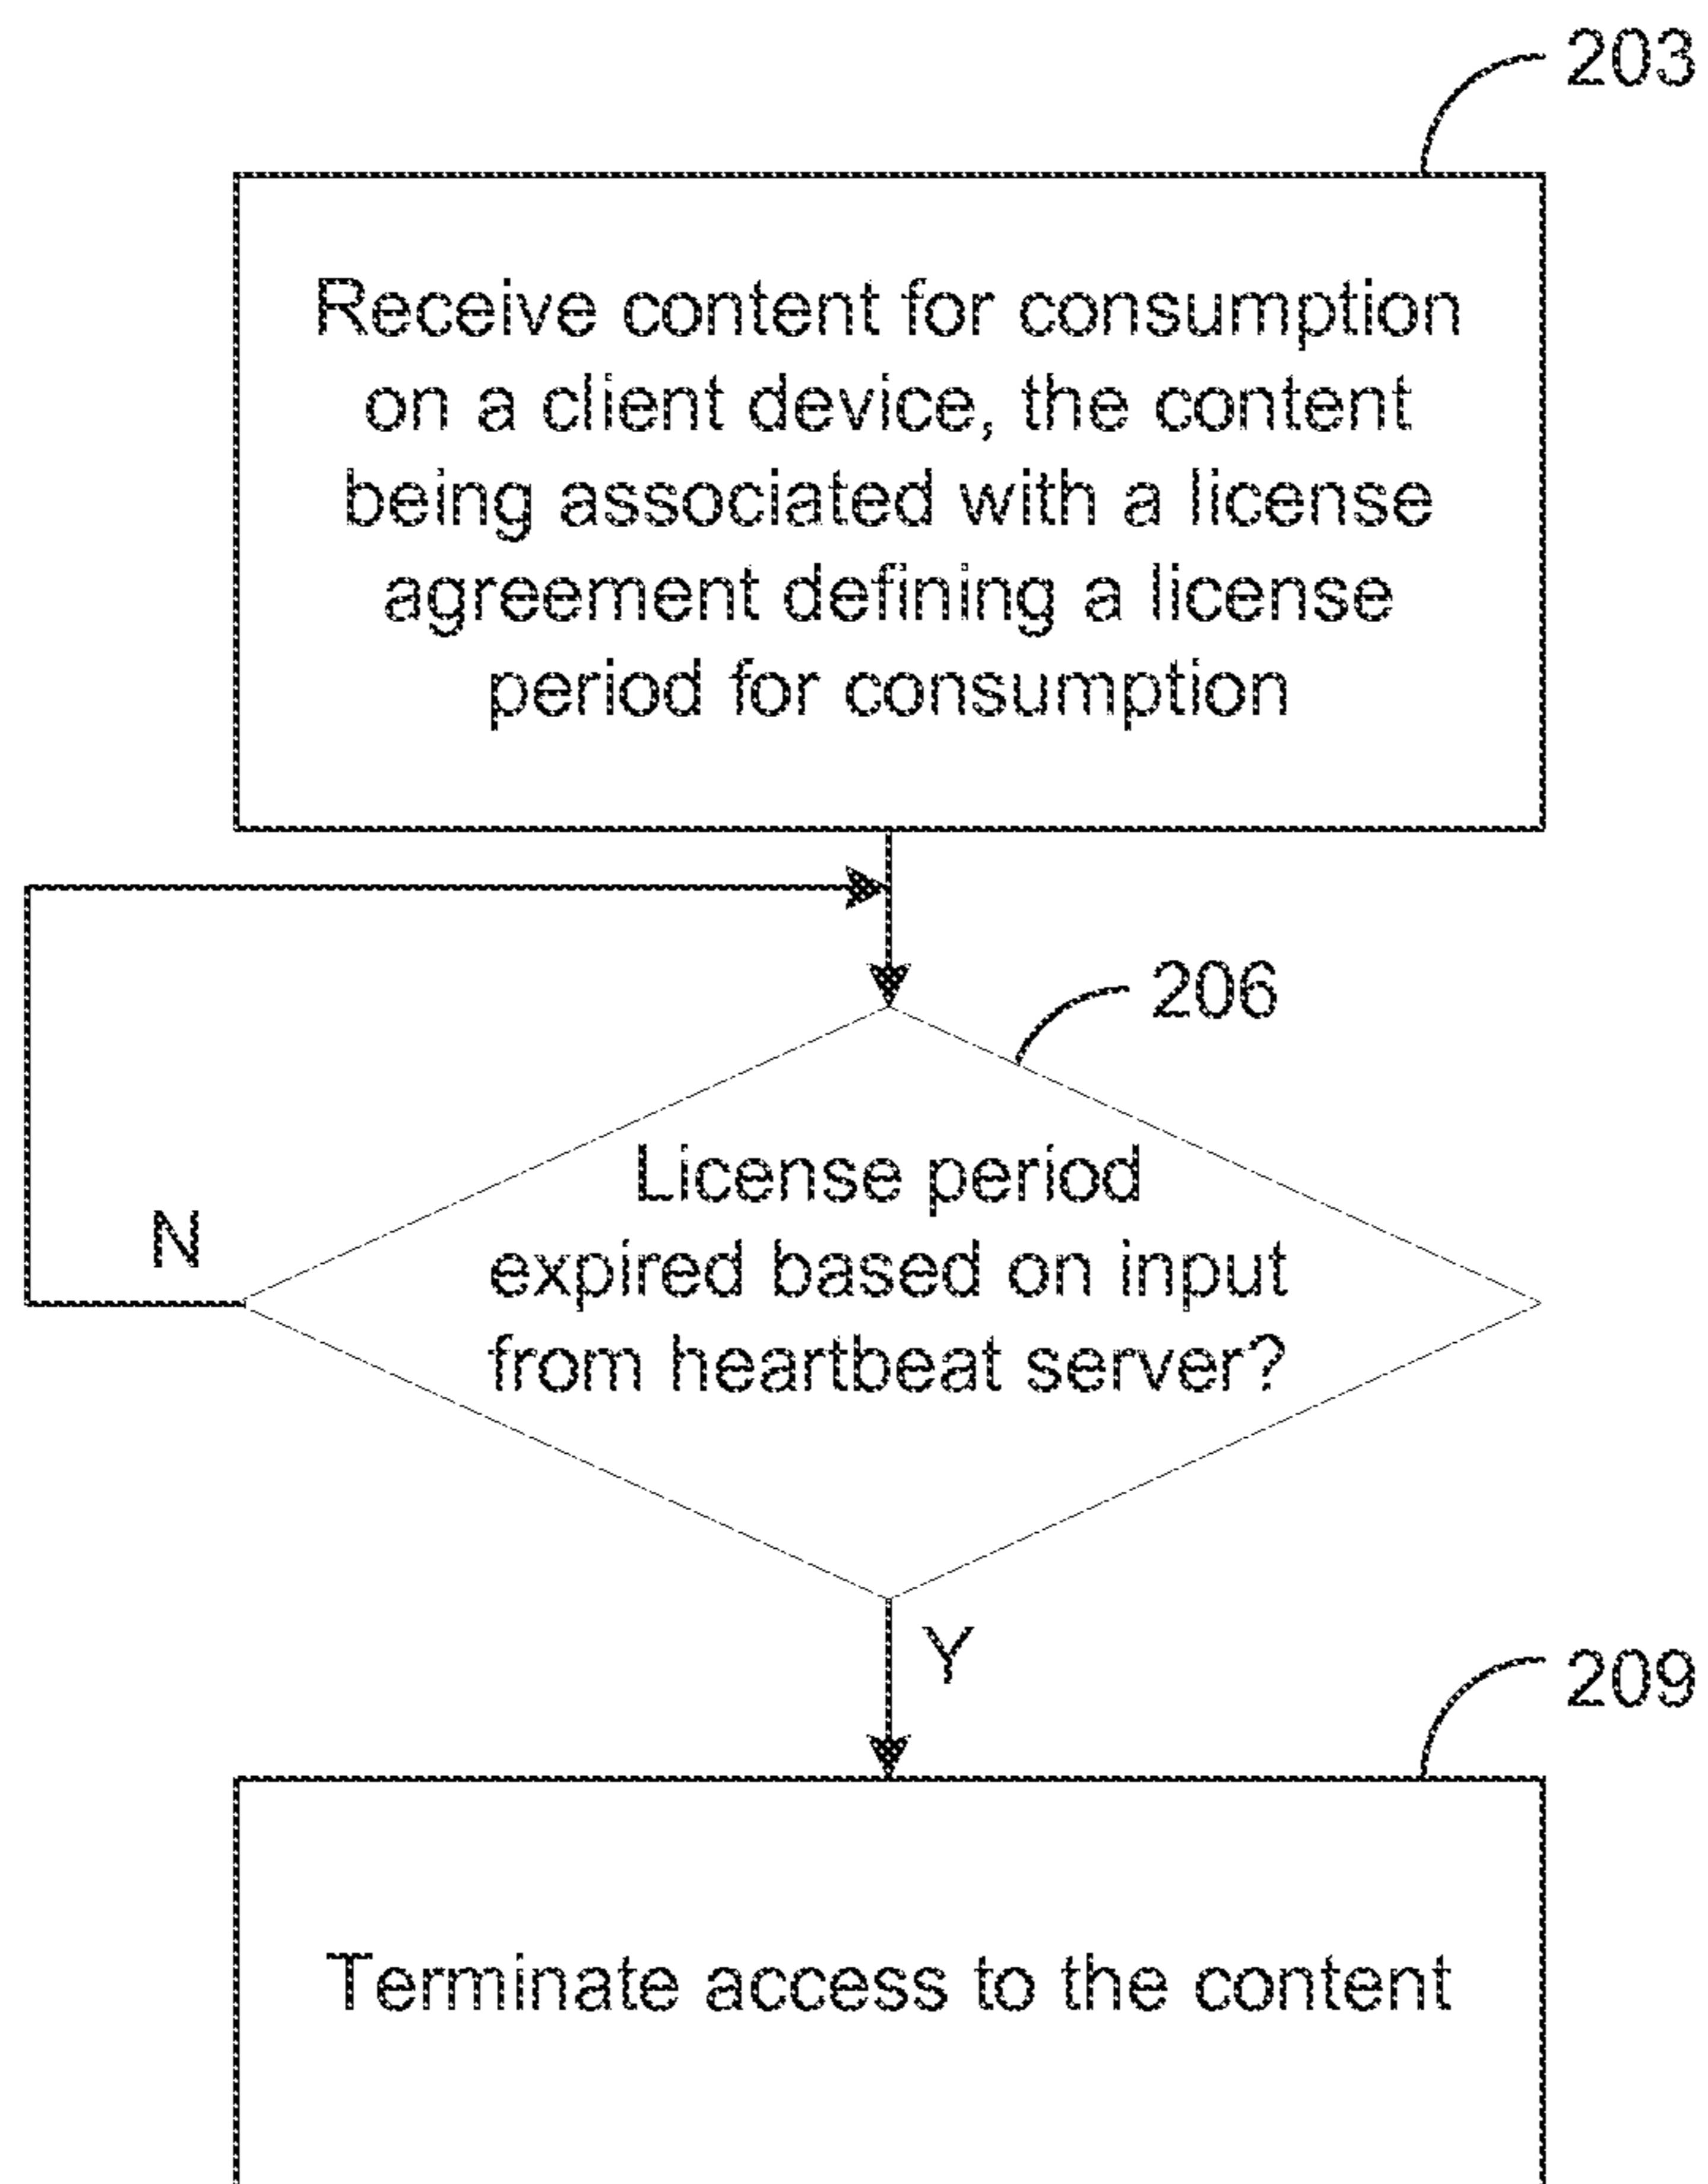 203
Receive content for consumption
on a client device, the content
being associated with a license
agreement defining a license
period for consumption
206
License period
expired based on input
from heartbeat server?
N
Y
209
Terminate access to the content